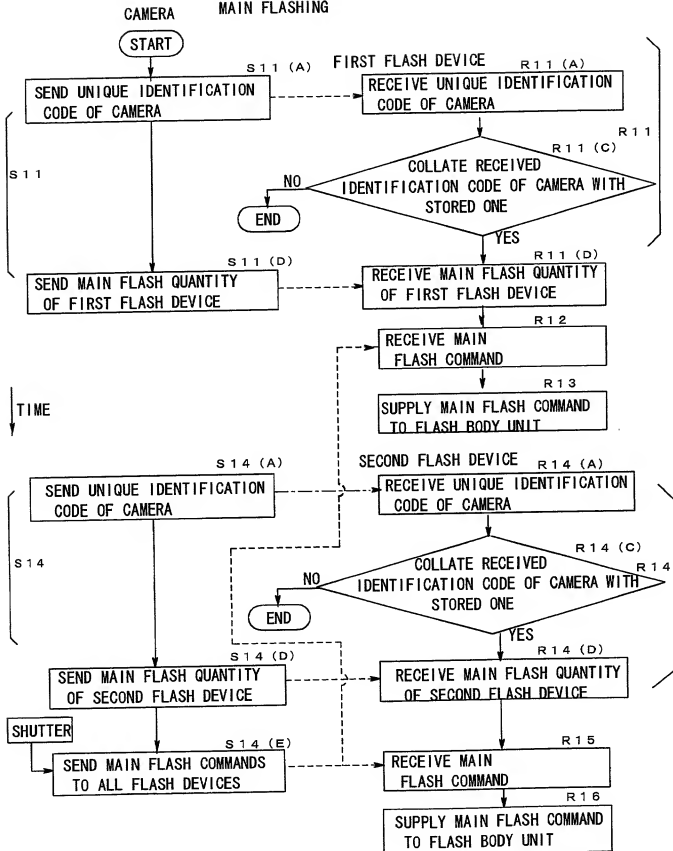 CAMERA
MAIN FLASHING
START
S11 (A)
SEND UNIQUE IDENTIFICATION
CODE OF CAMERA
FIRST FLASH DEVICE
R11 (A)
RECEIVE UNIQUE IDENTIFICATION
CODE OF CAMERA
R11
S11
R11 (C)
COLLATE RECEIVED
IDENTIFICATION CODE OF CAMERA WITH
STORED ONE
NO
END
YES
S11 (D)
SEND MAIN FLASH QUANTITY
OF FIRST FLASH DEVICE
R11 (D)
RECEIVE MAIN FLASH QUANTITY
OF FIRST FLASH DEVICE
R12
RECEIVE MAIN
FLASH COMMAND
R13
SUPPLY MAIN FLASH COMMAND
TO FLASH BODY UNIT
TIME
S14 (A)
SEND UNIQUE IDENTIFICATION
CODE OF CAMERA
SECOND FLASH DEVICE
R14 (A)
RECEIVE UNIQUE IDENTIFICATION
CODE OF CAMERA
S14
R14 (C)
R14
COLLATE RECEIVED
IDENTIFICATION CODE OF CAMERA WITH
STORED ONE
NO
END
YES
S14 (D)
SEND MAIN FLASH QUANTITY
OF SECOND FLASH DEVICE
R14 (D)
RECEIVE MAIN FLASH QUANTITY
OF SECOND FLASH DEVICE
SHUTTER
S14 (E)
SEND MAIN FLASH COMMANDS
TO ALL FLASH DEVICES
R15
RECEIVE MAIN
FLASH COMMAND
R16
SUPPLY MAIN FLASH COMMAND
TO FLASH BODY UNIT